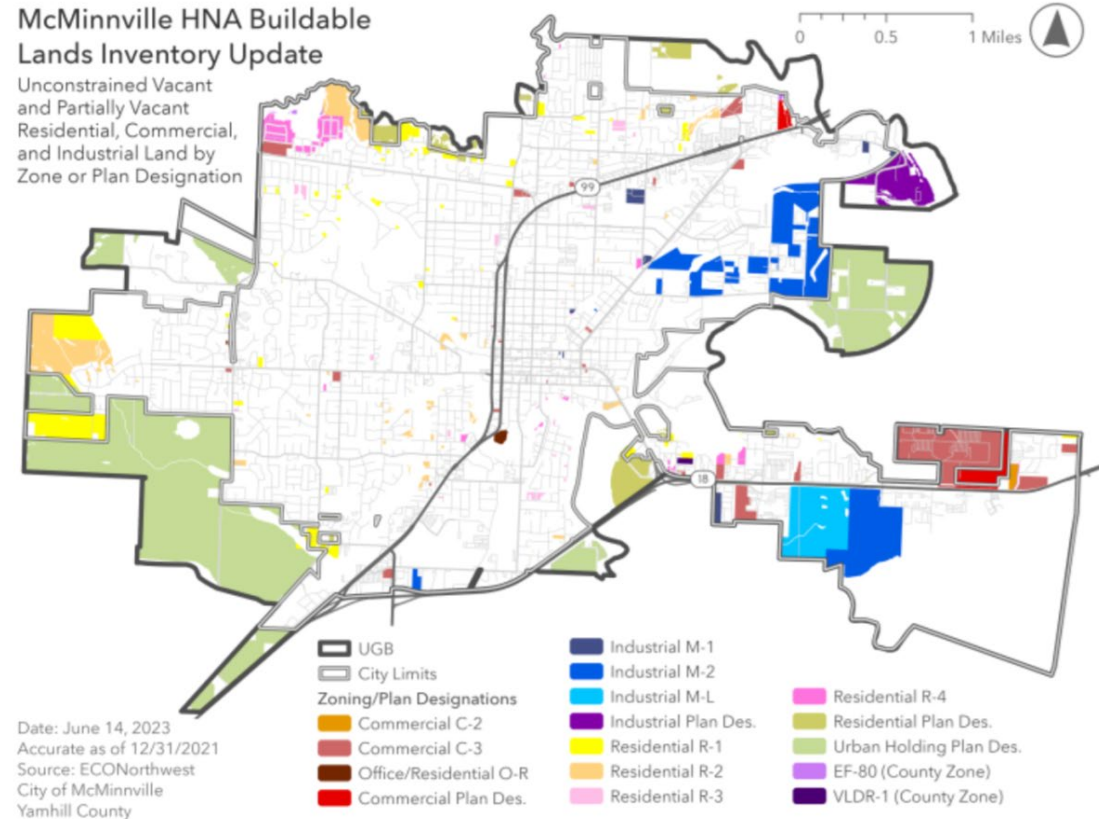 McMinnville HNA Buildable
Lands Inventory Update
Unconstrained Vacant
and Partially Vacant
Residential, Commercial,
and Industrial Land by
Zone or Plan Designation
0 0.5 1 Miles
99
18
UGB
City Limits
Zoning/Plan Designations
Commercial C-2
Commercial C-3
Office/Residential O-R
Commercial Plan Des.
Industrial M-1
Industrial M-2
Industrial M-L
Industrial Plan Des.
Residential R-1
Residential R-2
Residential R-3
Residential R-4
Residential Plan Des.
Urban Holding Plan Des.
EF-80 (County Zone)
VLDR-1 (County Zone)
Date: June 14, 2023
Accurate as of 12/31/2021
Source: ECONorthwest
City of McMinnville
Yamhill County